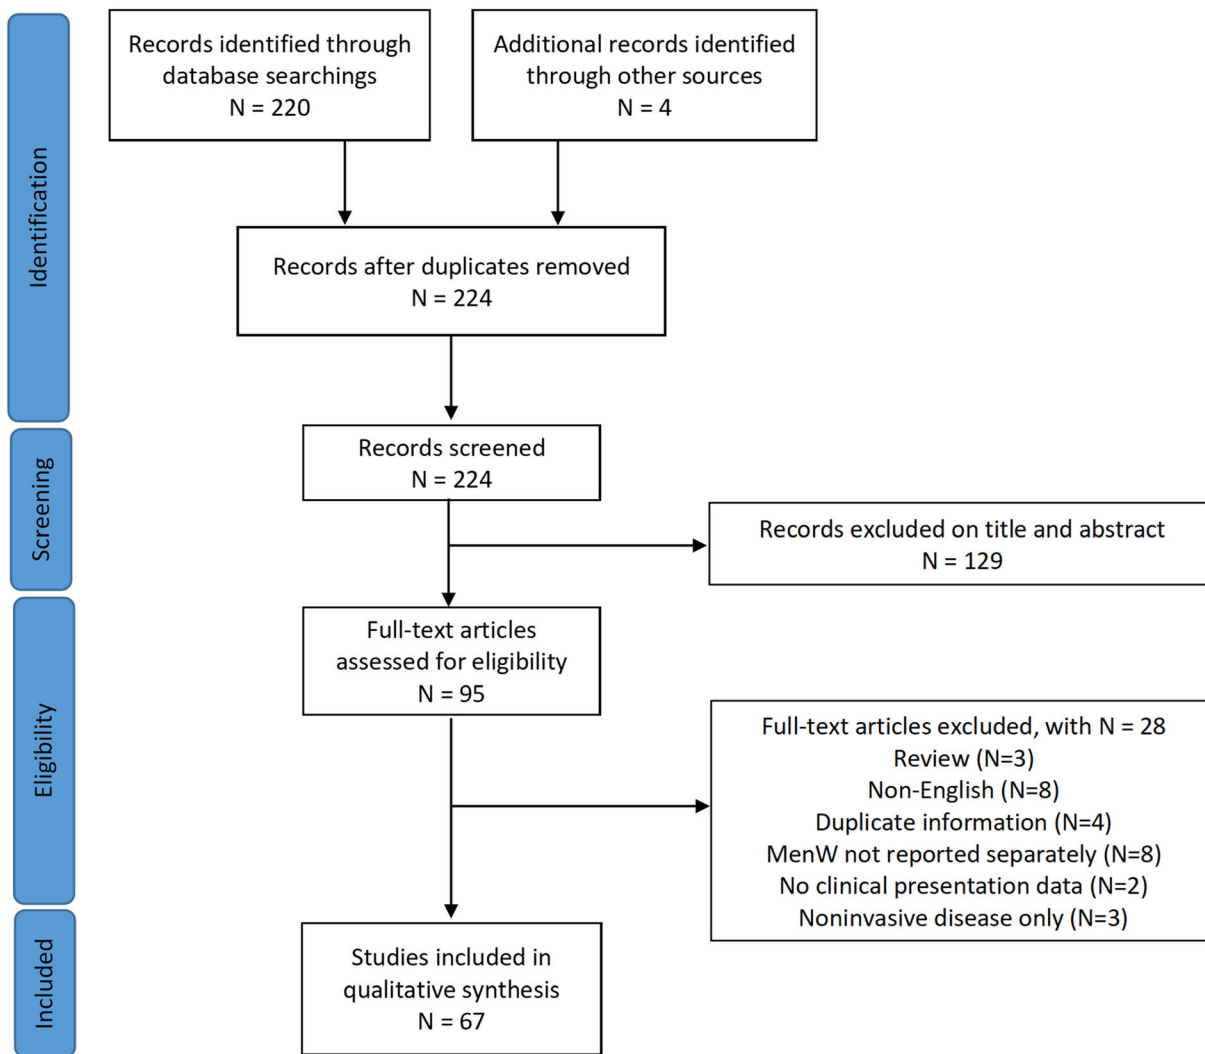 Identification
Records identified through
database searchings
N = 220
Additional records identified
through other sources
N = 4
Records after duplicates removed
N = 224
Screening
Records screened
N = 224
Records excluded on title and abstract
N = 129
Eligibility
Full-text articles
assessed for eligibility
N = 95
Full-text articles excluded, with N = 28
Review (N=3)
Non-English (N=8)
Duplicate information (N=4)
MenW not reported separately (N=8)
No clinical presentation data (N=2)
Noninvasive disease only (N=3)
Included
Studies included in
qualitative synthesis
N = 67